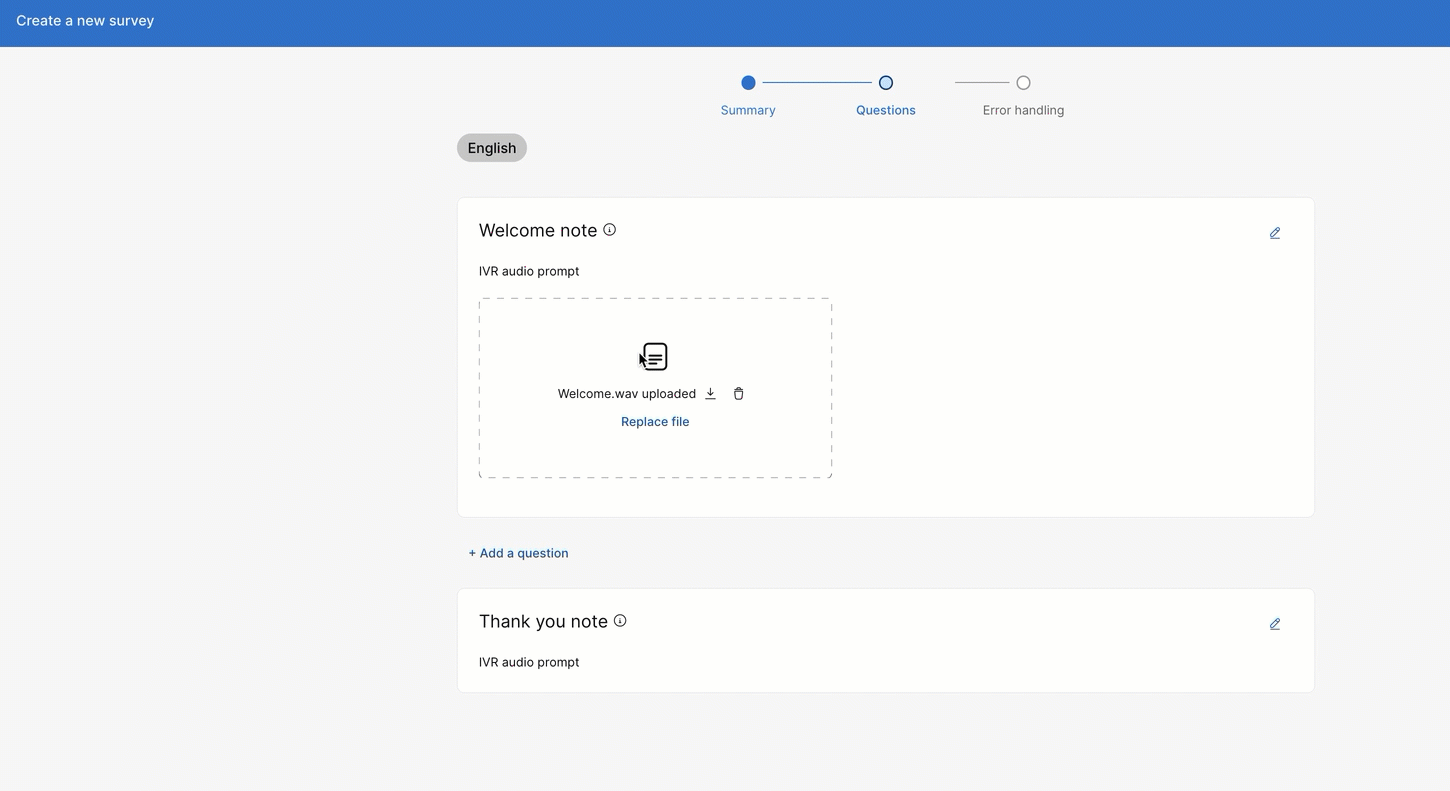 Create a new survey
Summary
Questions
Error handling
English
Welcome note
IVR audio prompt
Welcome.wav uploaded
Replace file
+ Add a question
Thank you note
IVR audio prompt